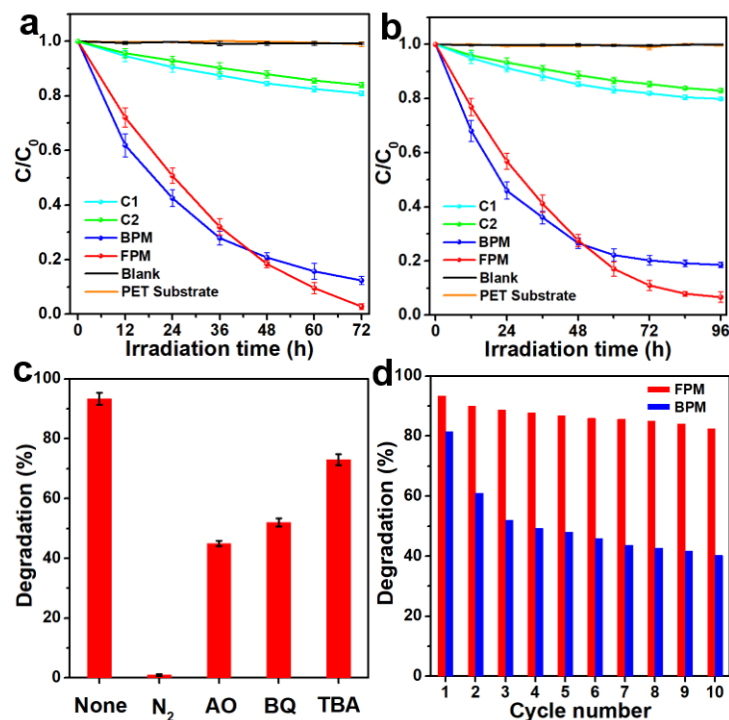 a
C/C0
1.0
0.8
0.6
0.4
0.2
0.0
C1
C2
BPM
FPM
Blank
PET Substrate
0 12 24 36 48 60 72
Irradiation time (h)
b
C/C0
1.0
0.8
0.6
0.4
0.2
0.0
C1
C2
BPM
FPM
Blank
PET Substrate
0 24 48 72 96
Irradiation time (h)
c
Degradation (%)
100
80
60
40
20
0
None N2 AO BQ TBA
d
Degradation (%)
100
80
60
40
20
0
FPM
BPM
1 2 3 4 5 6 7 8 9 10
Cycle number